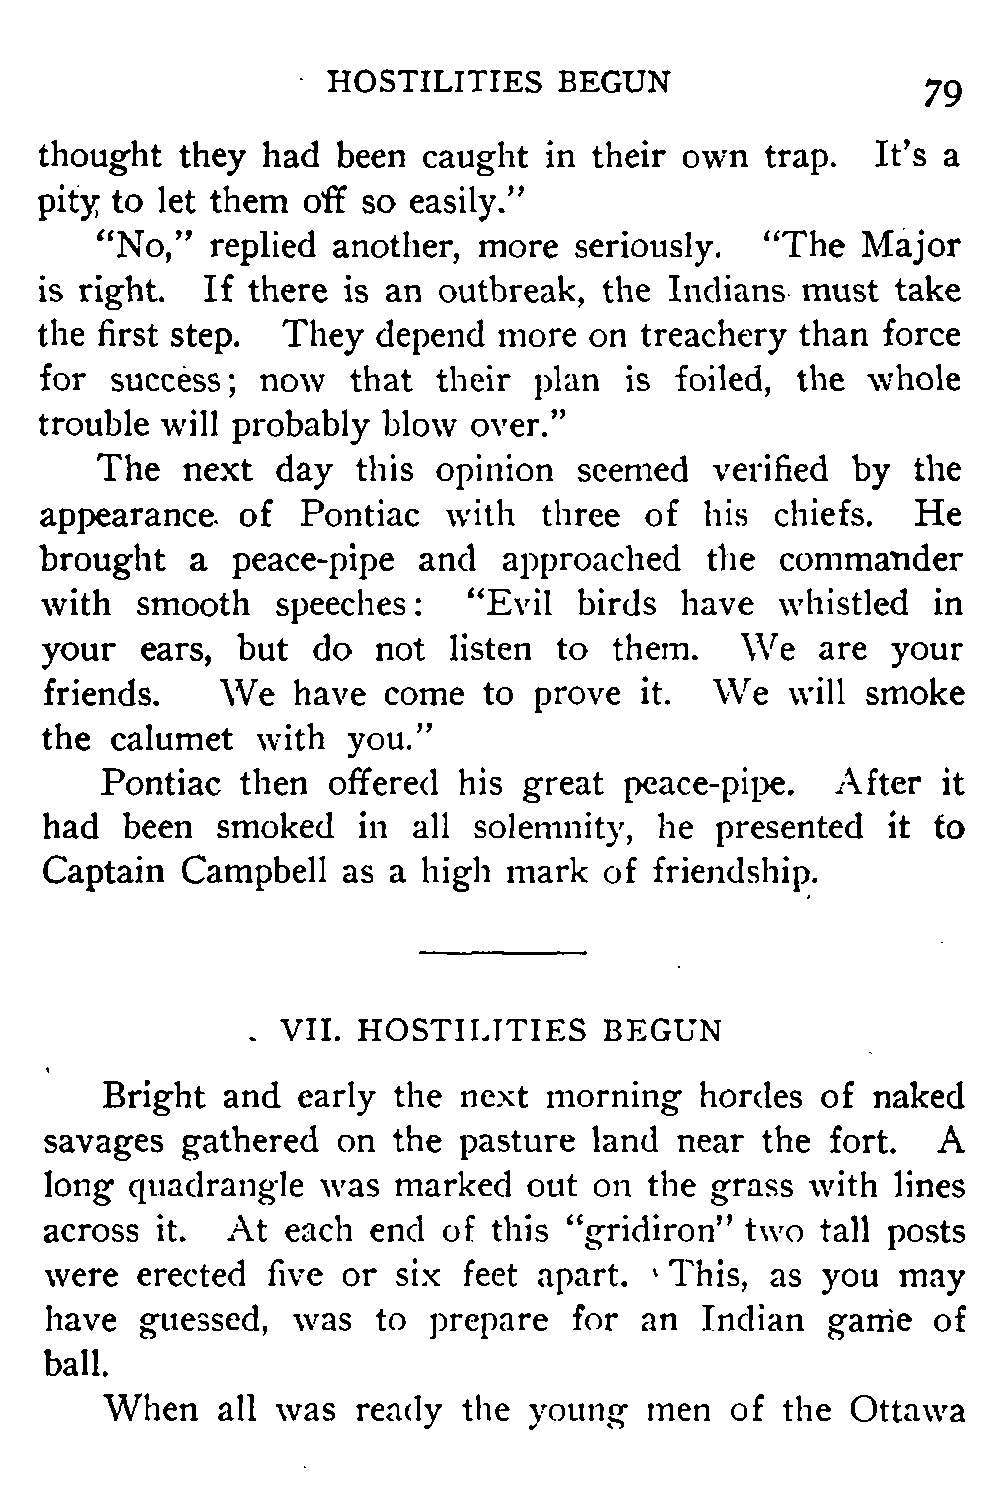 HOSTILITIES BEGUN 79
thought they had been caught in their own trap. It's a
pity to let them off so easily."
"No," replied another, more seriously. "The Major
is right. If there is an outbreak, the Indians must take
the first step. They depend more on treachery than force
for success; now that their plan is foiled, the whole
trouble will probably blow over."
The next day this opinion seemed verified by the
appearance of Pontiac with three of his chiefs. He
brought a peace-pipe and approached the commander
with smooth speeches: "Evil birds have whistled in
your ears, but do not listen to them. We are your
friends. We have come to prove it. We will smoke
the calumet with you."
Pontiac then offered his great peace-pipe. After it
had been smoked in all solemnity, he presented it to
Captain Campbell as a high mark of friendship.
VII. HOSTILITIES BEGUN
Bright and early the next morning hordes of naked
savages gathered on the pasture land near the fort. A
long quadrangle was marked out on the grass with lines
across it. At each end of this "gridiron" two tall posts
were erected five or six feet apart. This, as you may
have guessed, was to prepare for an Indian game of
ball.
When all was ready the young men of the Ottawa